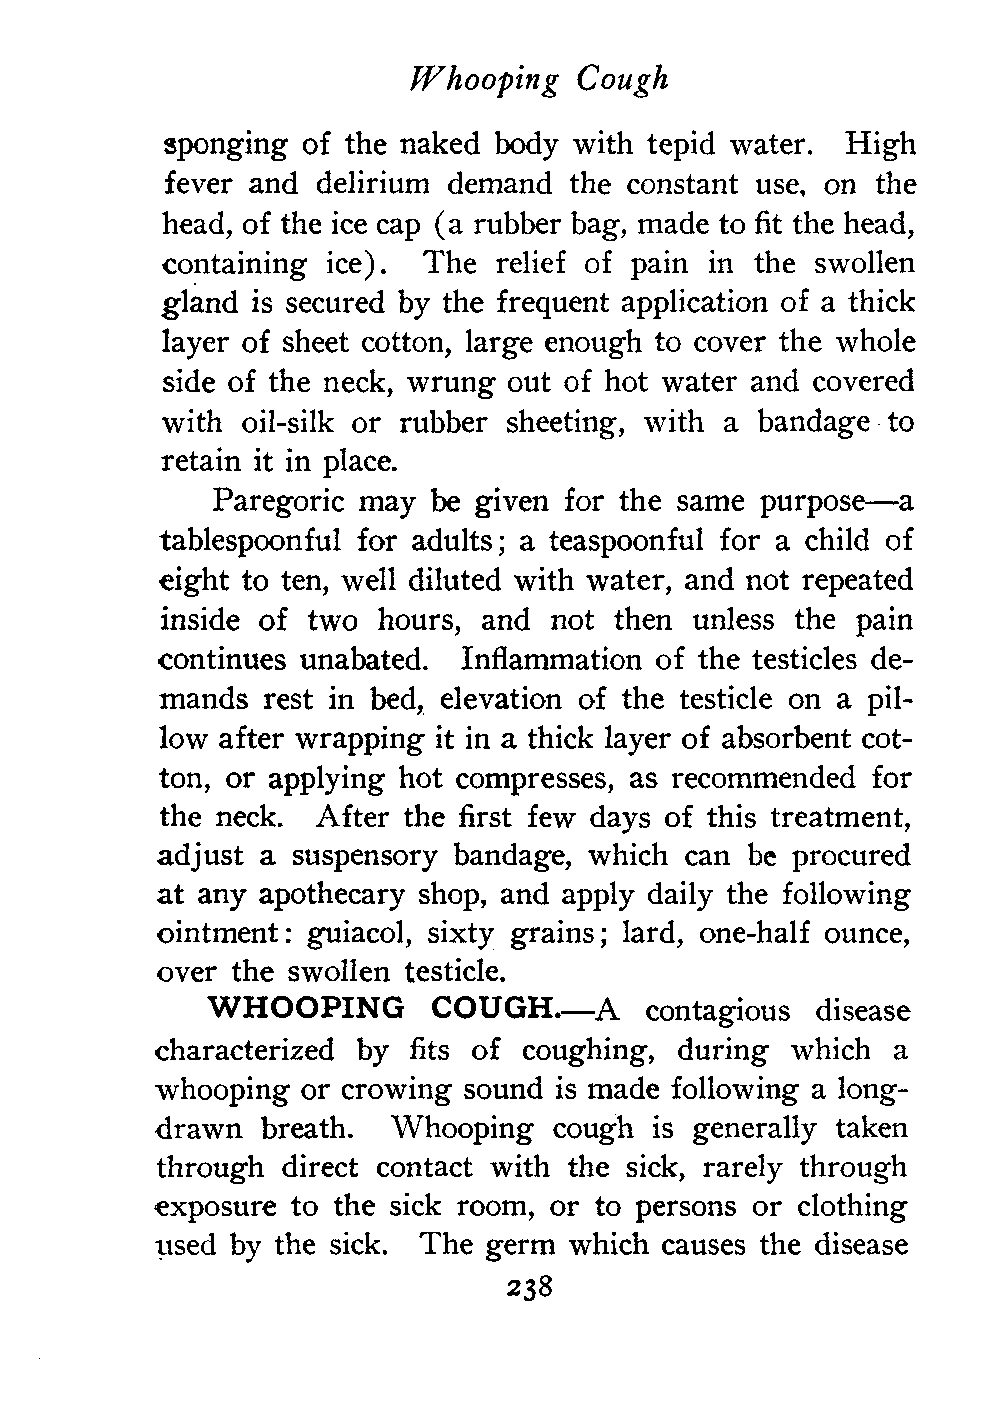 Whooping Cough
sponging of the naked body with tepid water. High
fever and delirium demand the constant use, on the
head, of the ice cap (a rubber bag, made to fit the head,
containing ice). The relief of pain in the swollen
gland is secured by the frequent application of a thick
layer of sheet cotton, large enough to cover the whole
side of the neck, wrung out of hot water and covered
with oil-silk or rubber sheeting, with a bandage to
retain it in place.
Paregoric may be given for the same purpose—a
tablespoonful for adults; a teaspoonful for a child of
eight to ten, well diluted with water, and not repeated
inside of two hours, and not then unless the pain
continues unabated. Inflammation of the testicles de-
mands rest in bed, elevation of the testicle on a pil-
low after wrapping it in a thick layer of absorbent cot-
ton, or applying hot compresses, as recommended for
the neck. After the first few days of this treatment,
adjust a suspensory bandage, which can be procured
at any apothecary shop, and apply daily the following
ointment: guiacol, sixty grains; lard, one-half ounce,
over the swollen testicle.
WHOOPING COUGH.—A contagious disease
characterized by fits of coughing, during which a
whooping or crowing sound is made following a long-
drawn breath. Whooping cough is generally taken
through direct contact with the sick, rarely through
exposure to the sick room, or to persons or clothing
used by the sick. The germ which causes the disease
238